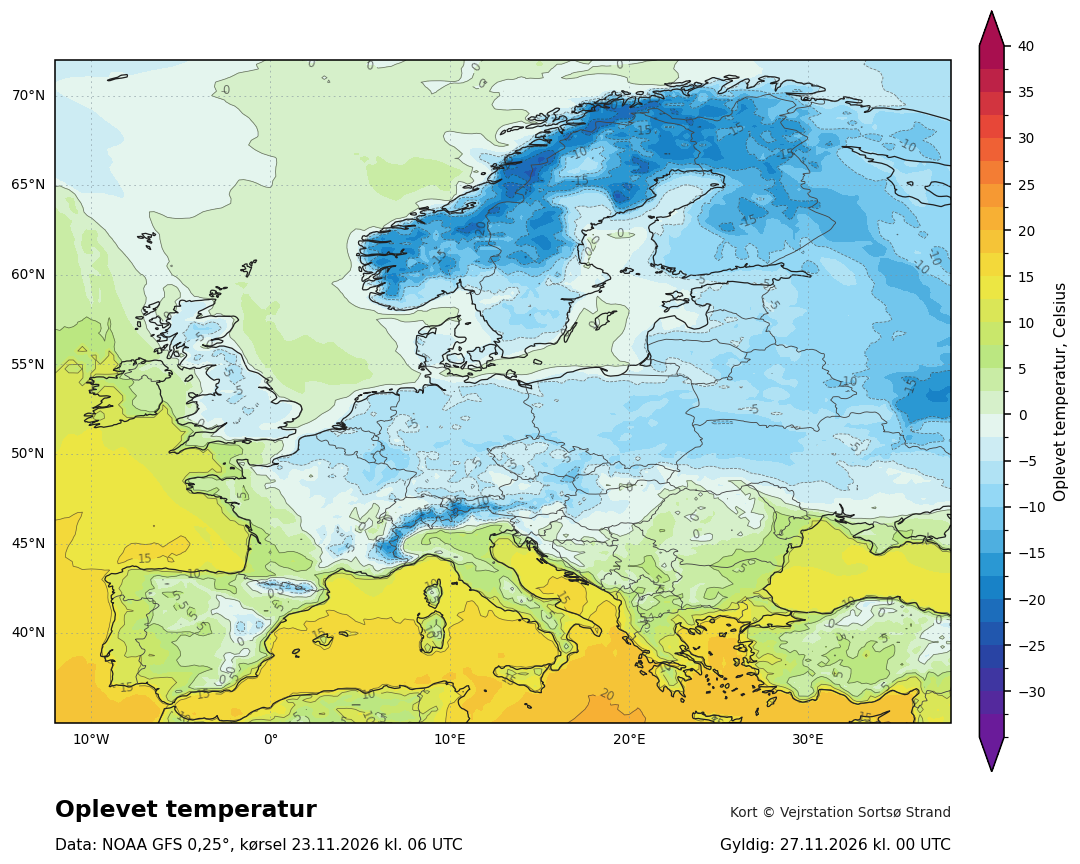 70°N
65°N
60°N
55°N
50°N
45°N
40°N
10°W
0°
10°E
20°E
30°E
40
35
30
25
20
15
10
5
0
−5
−10
−15
−20
−25
−30
Oplevet temperatur, Celsius
Oplevet temperatur
Kort © Vejrstation Sortsø Strand
Data: NOAA GFS 0,25°, kørsel 23.11.2026 kl. 06 UTC
Gyldig: 27.11.2026 kl. 00 UTC